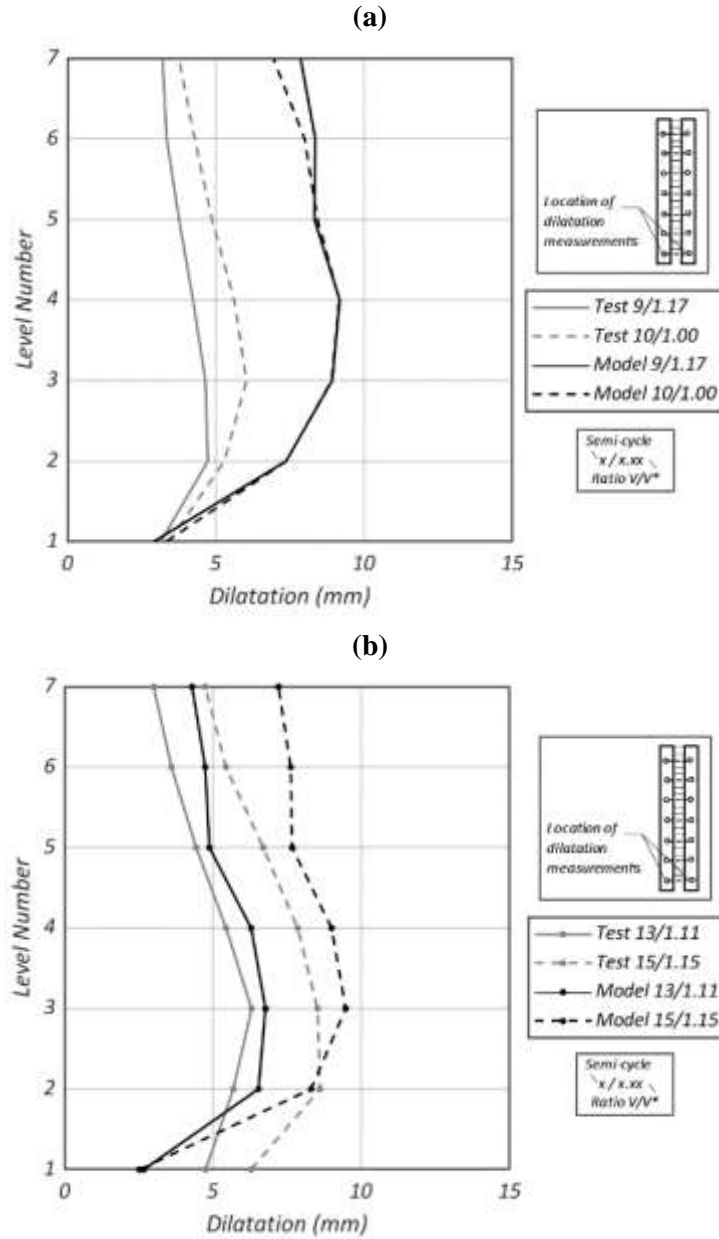 (a)
7
6
5
4
3
2
1
Level Number
0 5 10 15
Dilatation (mm)
Location of
dilatation
measurements
Test 9/1.17
Test 10/1.00
Model 9/1.17
Model 10/1.00
Semi-cycle
x / x.xx
Ratio V/V*
(b)
7
6
5
4
3
2
1
Level Number
0 5 10 15
Dilatation (mm)
Location of
dilatation
measurements
Test 13/1.11
Test 15/1.15
Model 13/1.11
Model 15/1.15
Semi-cycle
x / x.xx
Ratio V/V*